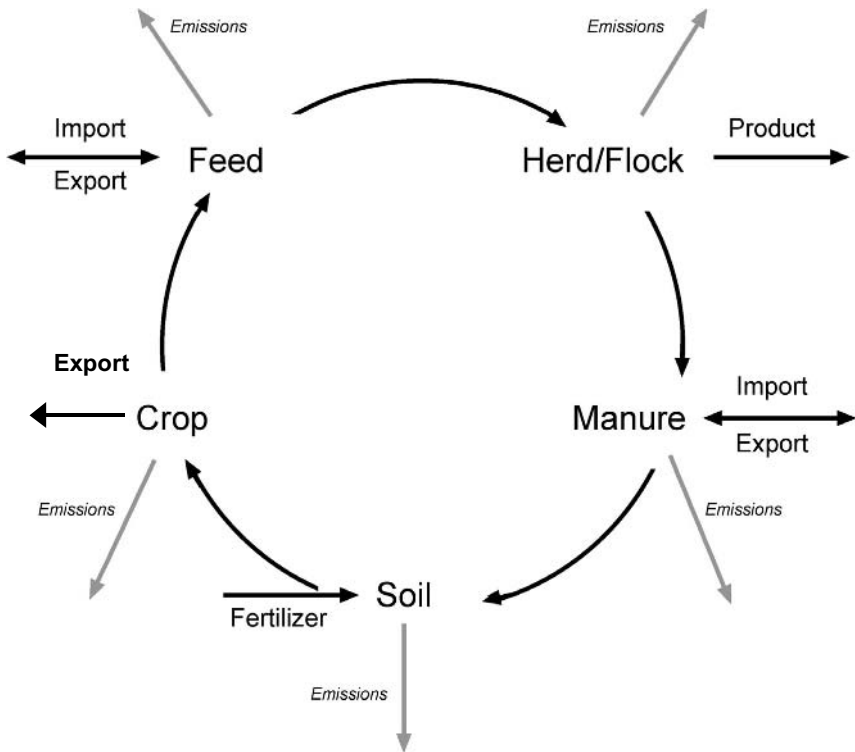 Emissions
Emissions
Import
Product
Feed
Herd/Flock
Export
Export
Import
Crop
Manure
Export
Emissions
Emissions
Soil
Fertilizer
Emissions